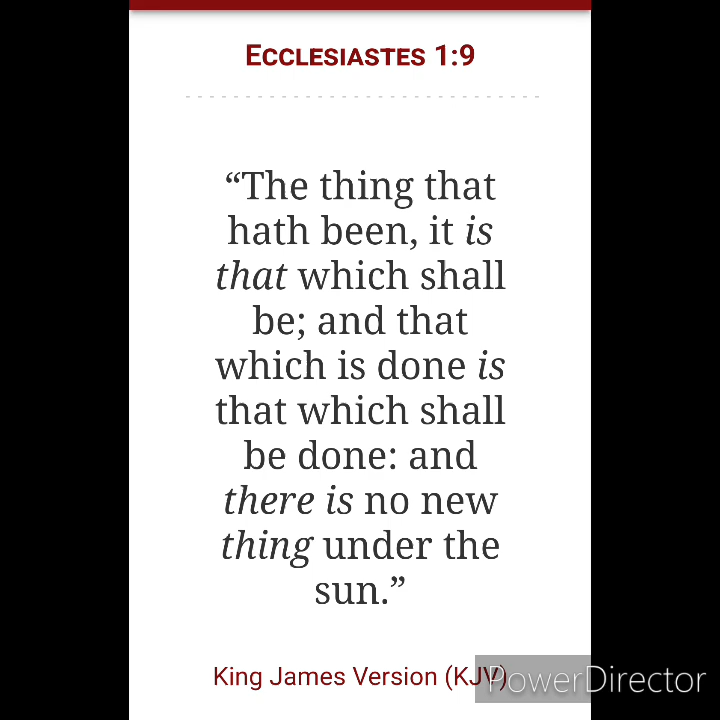 Ecclesiastes 1:9
“The thing that
hath been, it is
that which shall
be; and that
which is done is
that which shall
be done: and
there is no new
thing under the
sun.”
King James Version (KJV)
PowerDirector